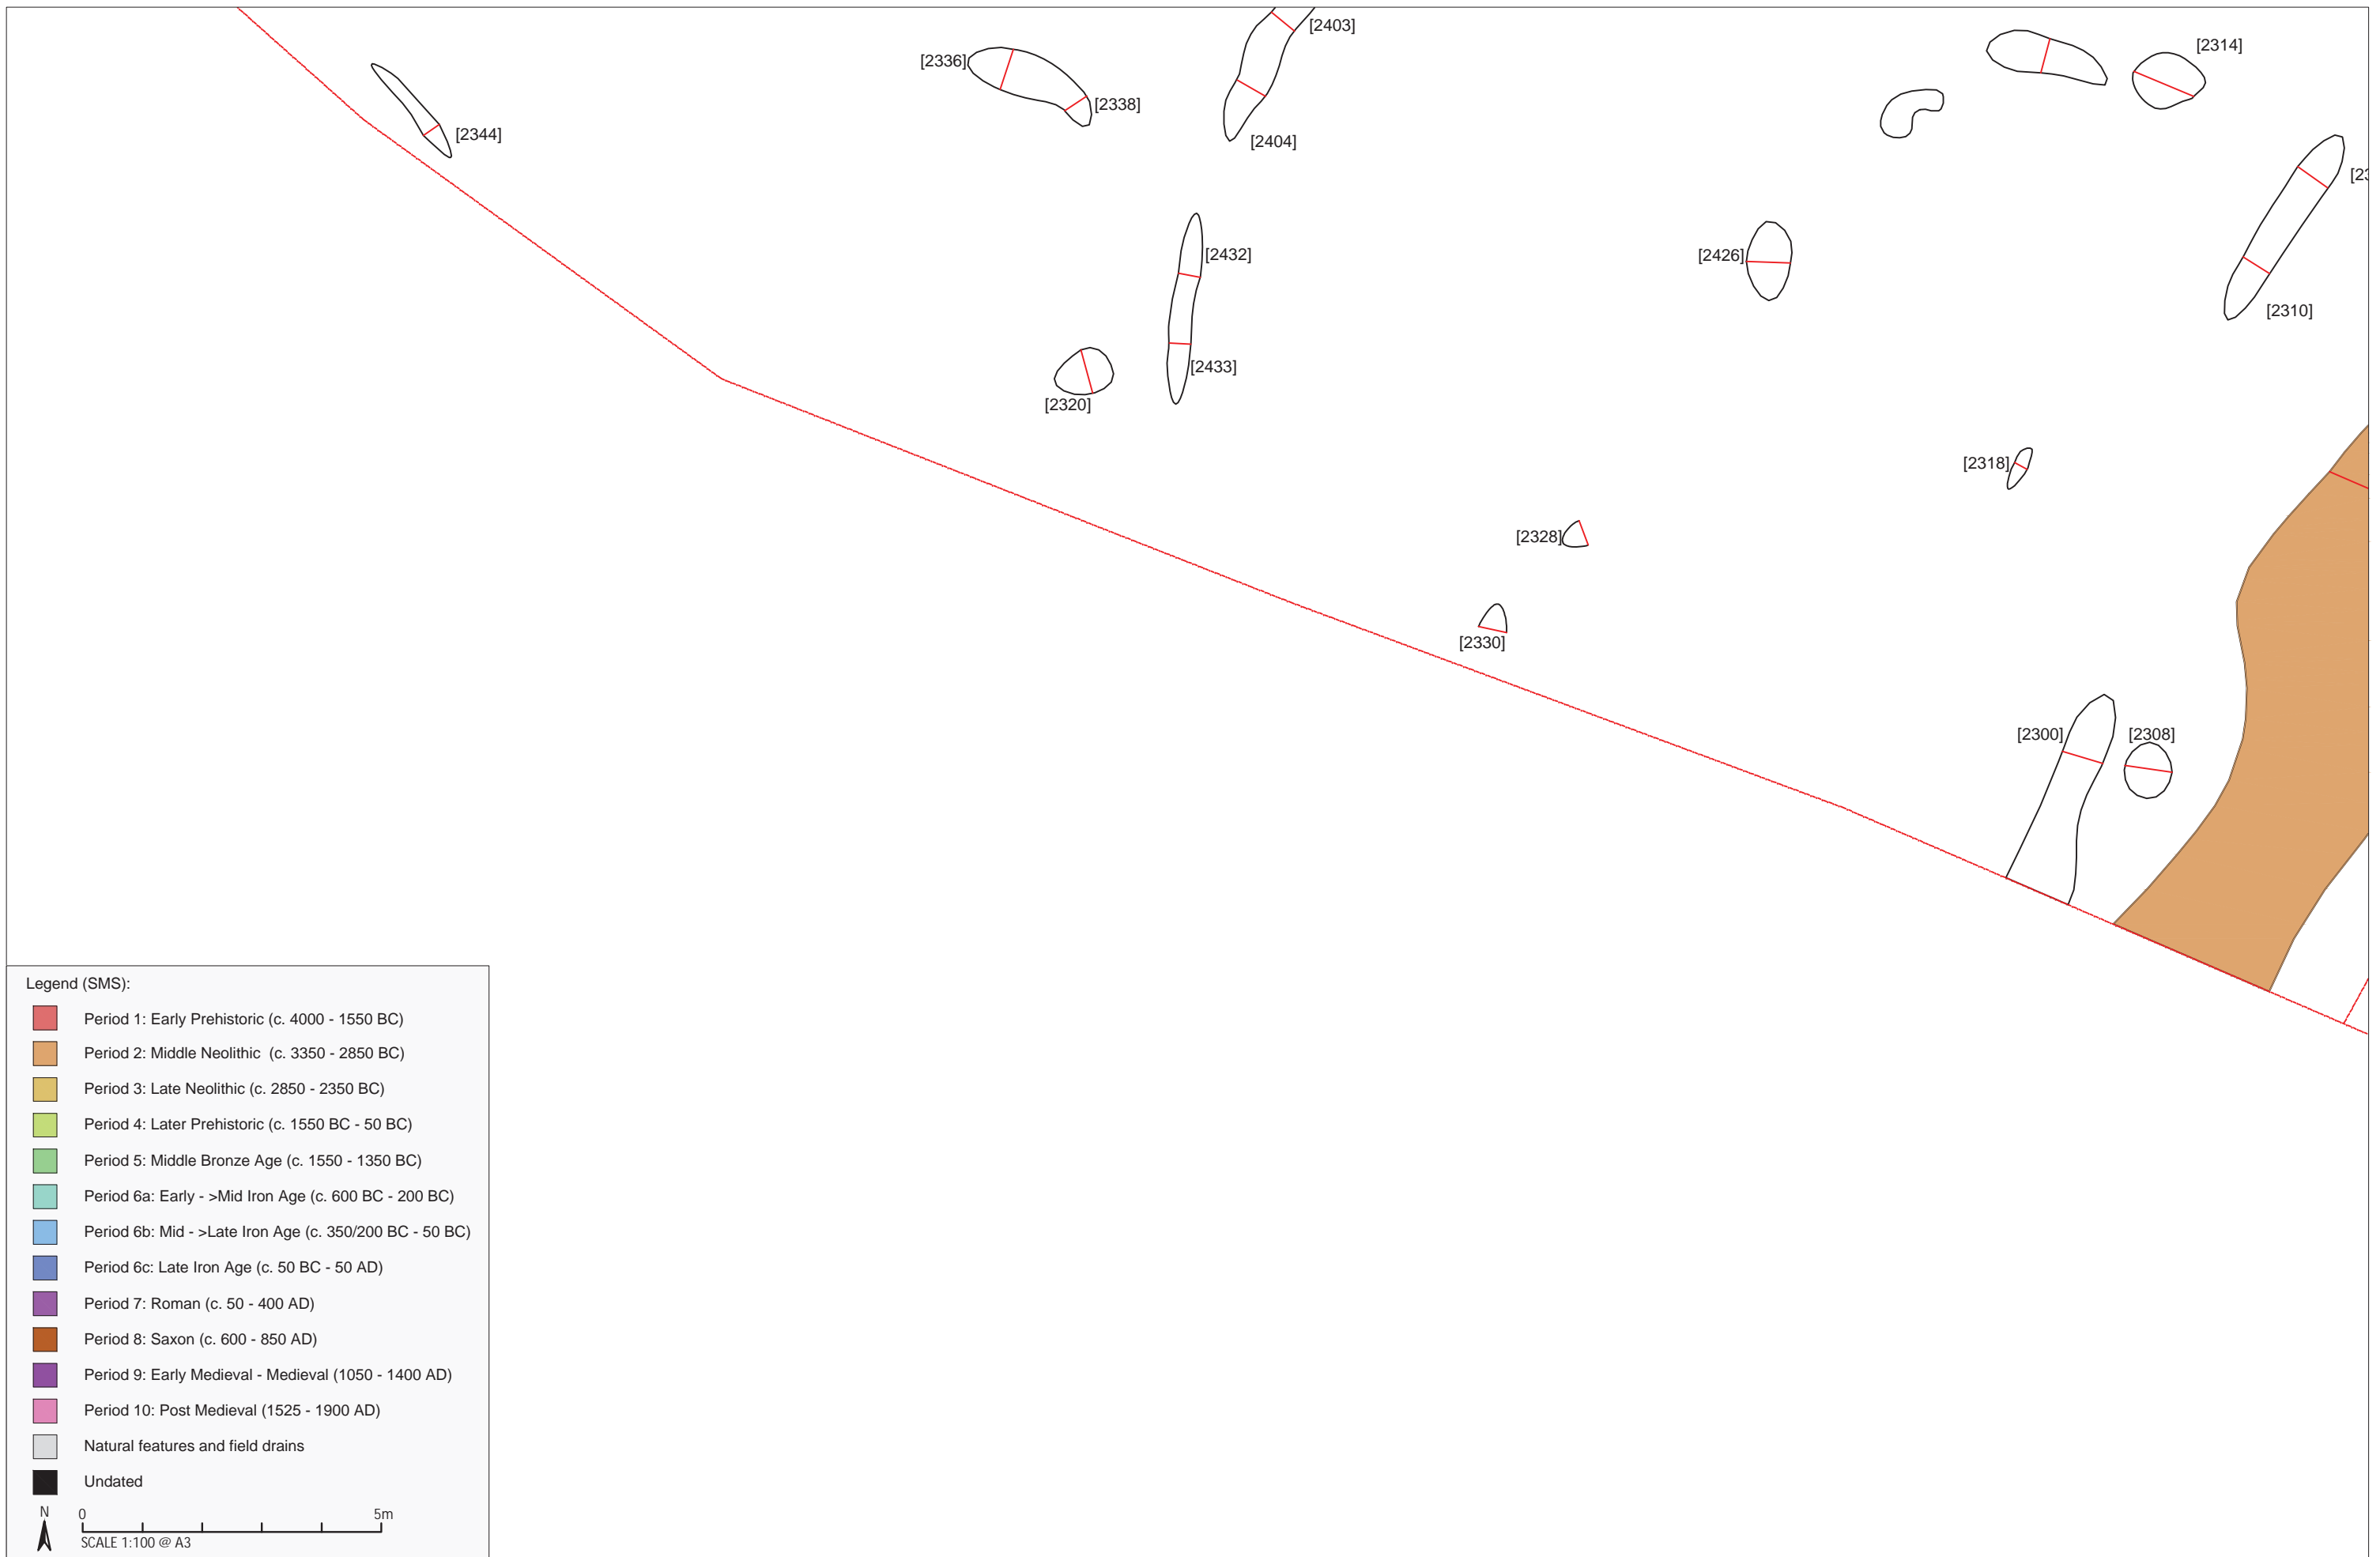 [2403]
[2314]
[2336]
[2338]
[2344]
[2404]
[23
[2432]
[2426]
[2310]
[2433]
[2320]
[2318]
[2328]
[2330]
[2300]
[2308]
Legend (SMS):
Period 1: Early Prehistoric (c. 4000 - 1550 BC)
Period 2: Middle Neolithic (c. 3350 - 2850 BC)
Period 3: Late Neolithic (c. 2850 - 2350 BC)
Period 4: Later Prehistoric (c. 1550 BC - 50 BC)
Period 5: Middle Bronze Age (c. 1550 - 1350 BC)
Period 6a: Early - >Mid Iron Age (c. 600 BC - 200 BC)
Period 6b: Mid - >Late Iron Age (c. 350/200 BC - 50 BC)
Period 6c: Late Iron Age (c. 50 BC - 50 AD)
Period 7: Roman (c. 50 - 400 AD)
Period 8: Saxon (c. 600 - 850 AD)
Period 9: Early Medieval - Medieval (1050 - 1400 AD)
Period 10: Post Medieval (1525 - 1900 AD)
Natural features and field drains
Undated
N 0 5m
SCALE 1:100 @ A3